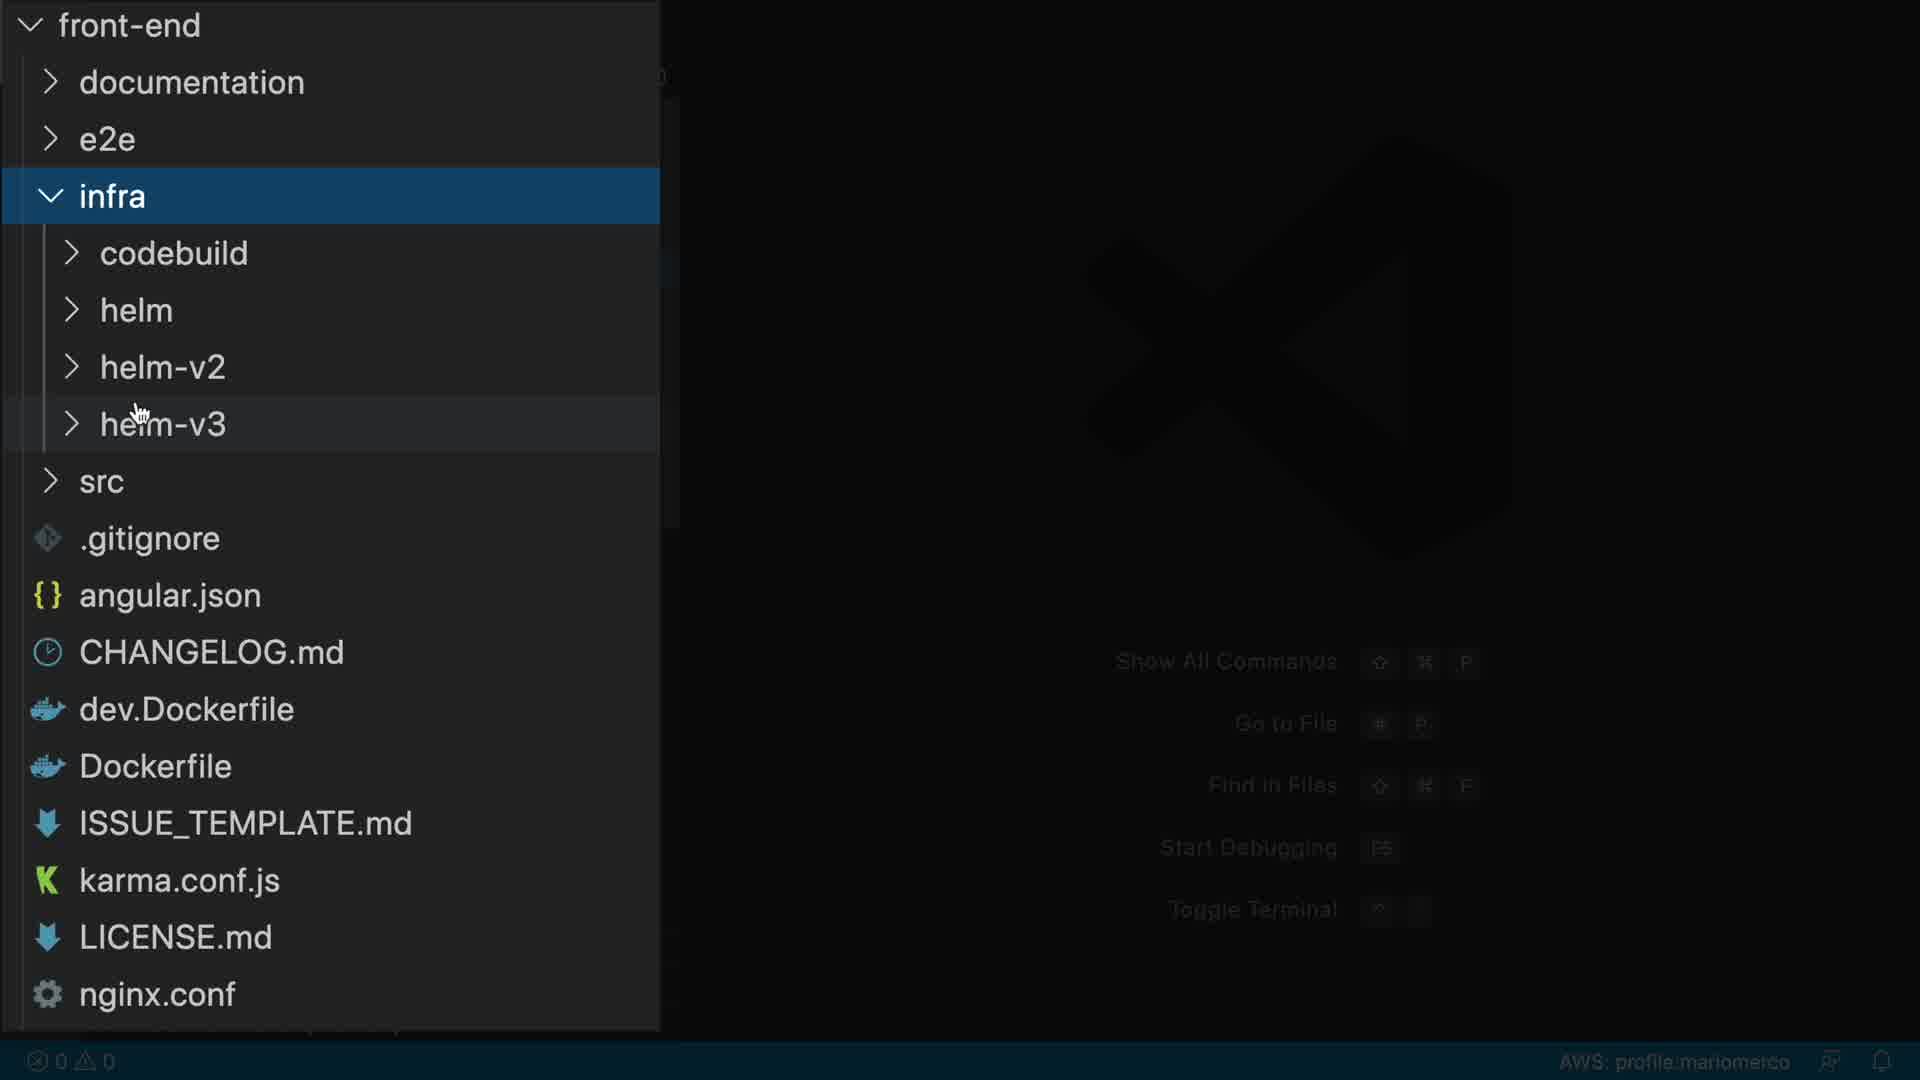 front-end
documentation
e2e
infra
codebuild
helm
helm-v2
helm-v3
src
.gitignore
angular.json
CHANGELOG.md
dev.Dockerfile
Dockerfile
ISSUE_TEMPLATE.md
karma.conf.js
LICENSE.md
nginx.conf
Show All Commands ⇧ ⌘ P
Go to File ⌘ P
Find in Files ⇧ ⌘ F
Start Debugging F5
Toggle Terminal ^
0 0
AWS: profile:mariomerco